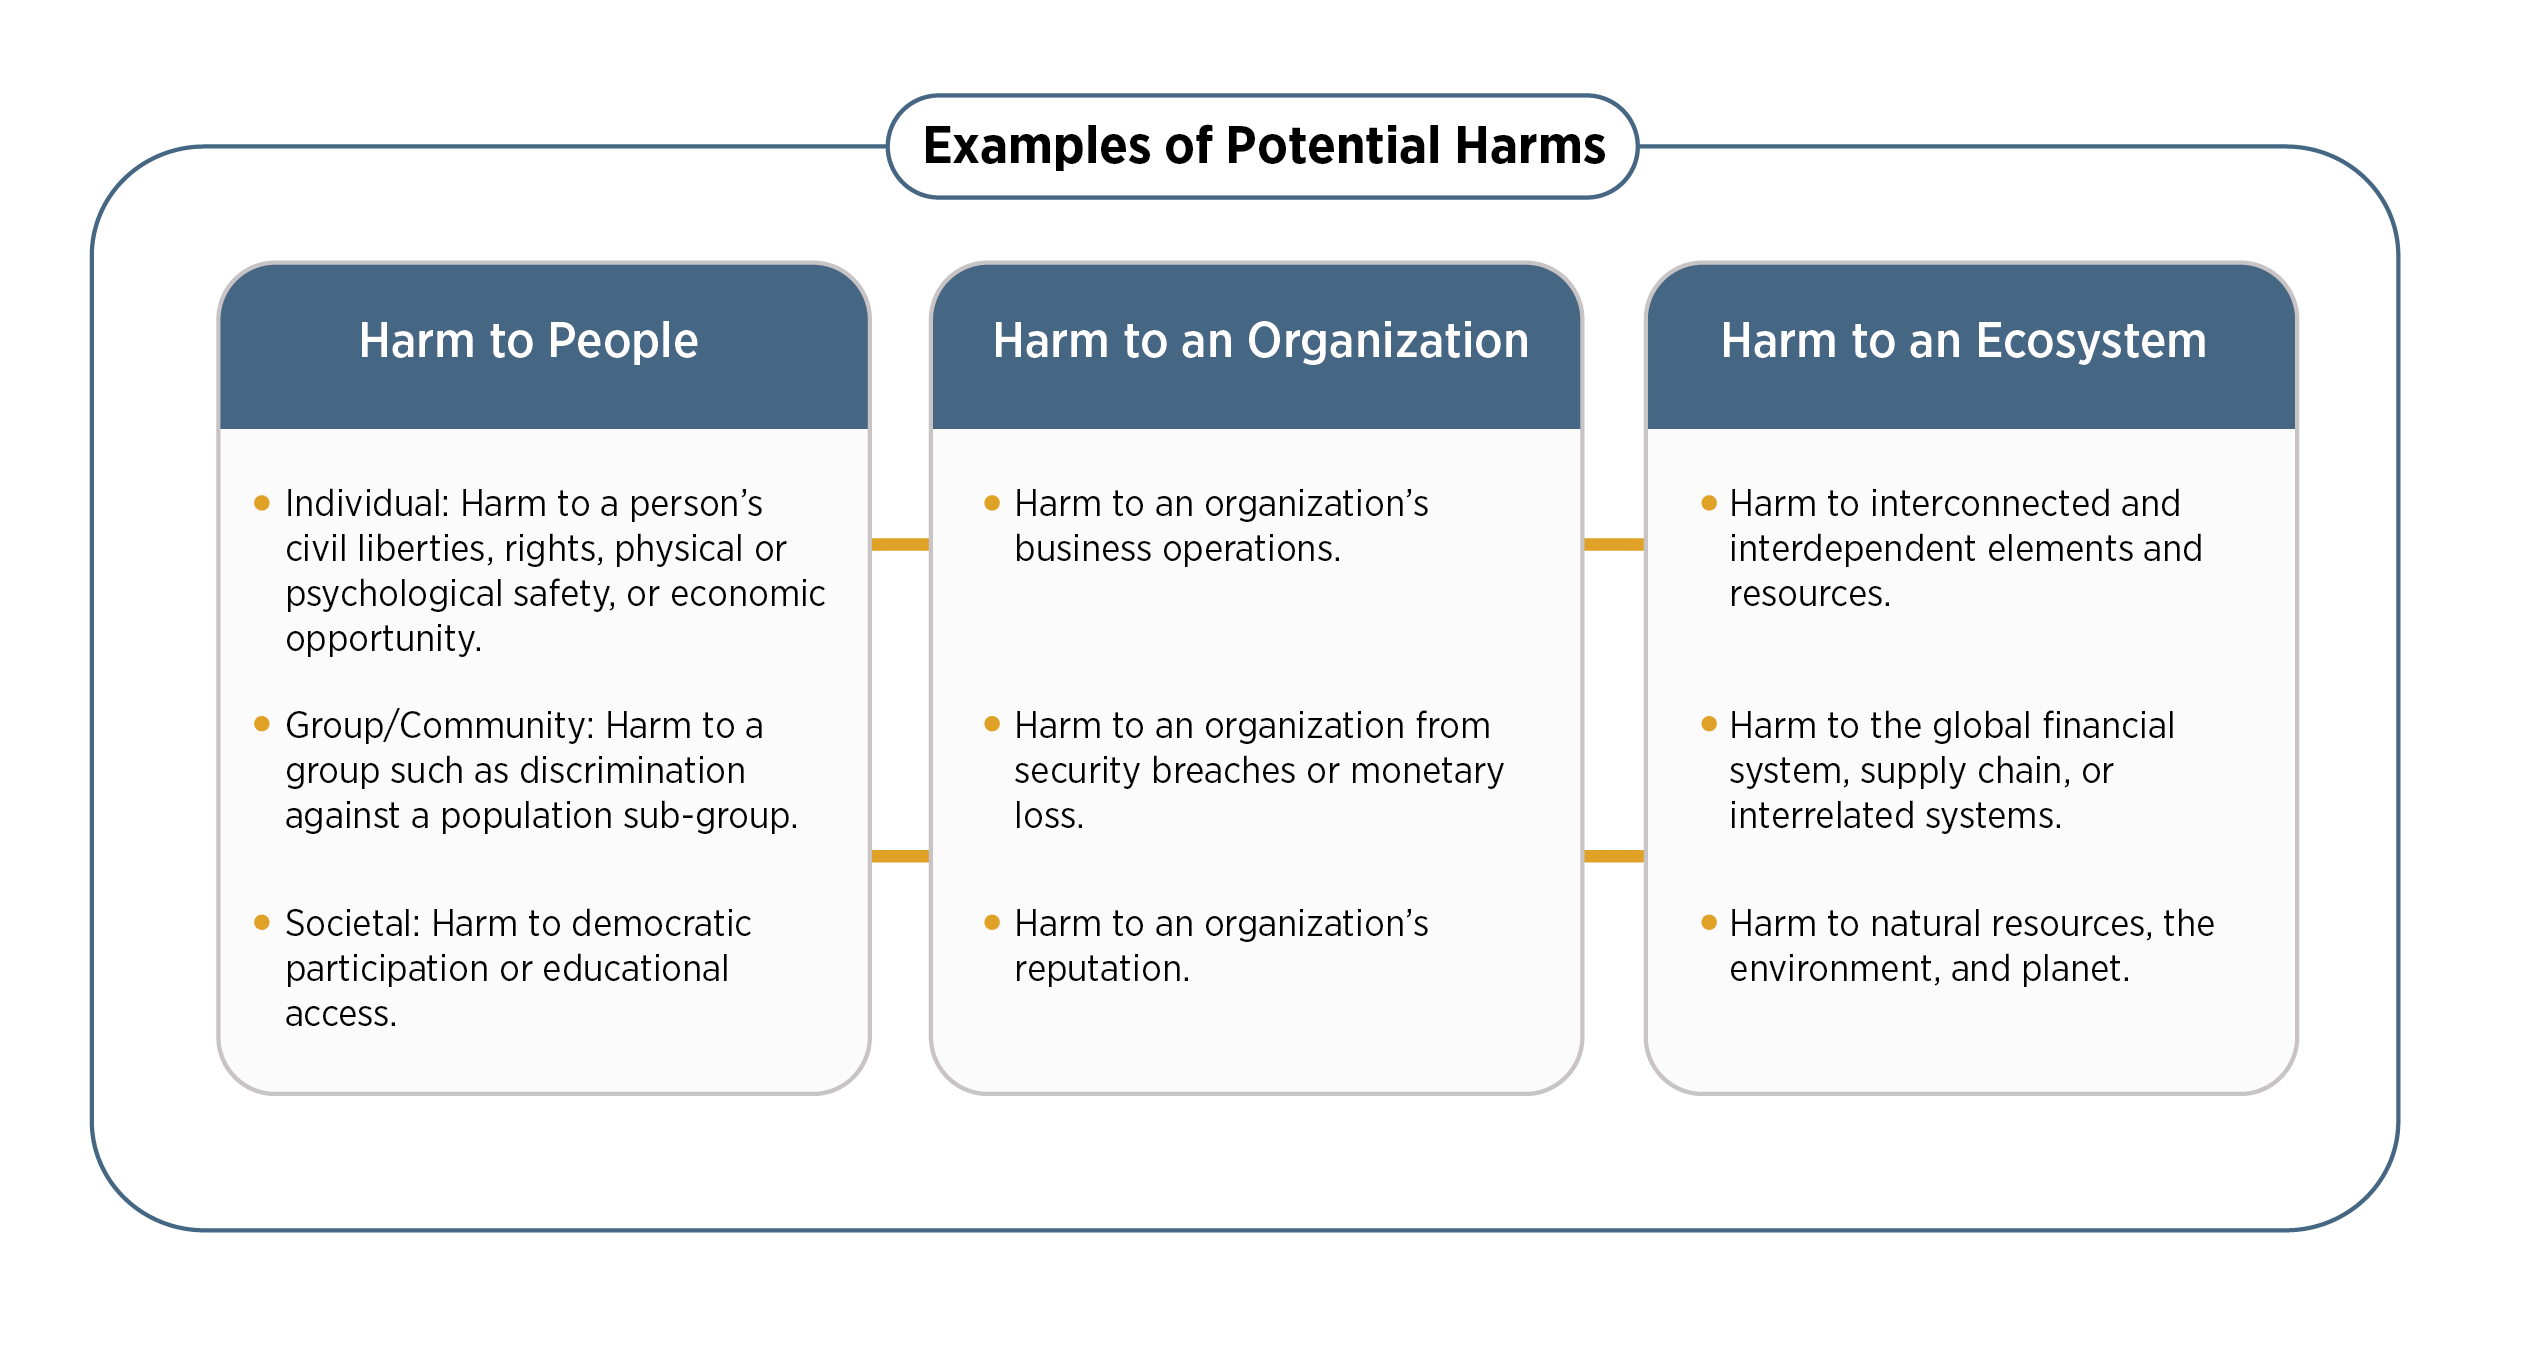 Examples of Potential Harms
Harm to People
Individual: Harm to a person’s
civil liberties, rights, physical or
psychological safety, or economic
opportunity.
Group/Community: Harm to a
group such as discrimination
against a population sub-group.
Societal: Harm to democratic
participation or educational
access.
Harm to an Organization
Harm to an organization’s
business operations.
Harm to an organization from
security breaches or monetary
loss.
Harm to an organization’s
reputation.
Harm to an Ecosystem
Harm to interconnected and
interdependent elements and
resources.
Harm to the global financial
system, supply chain, or
interrelated systems.
Harm to natural resources, the
environment, and planet.